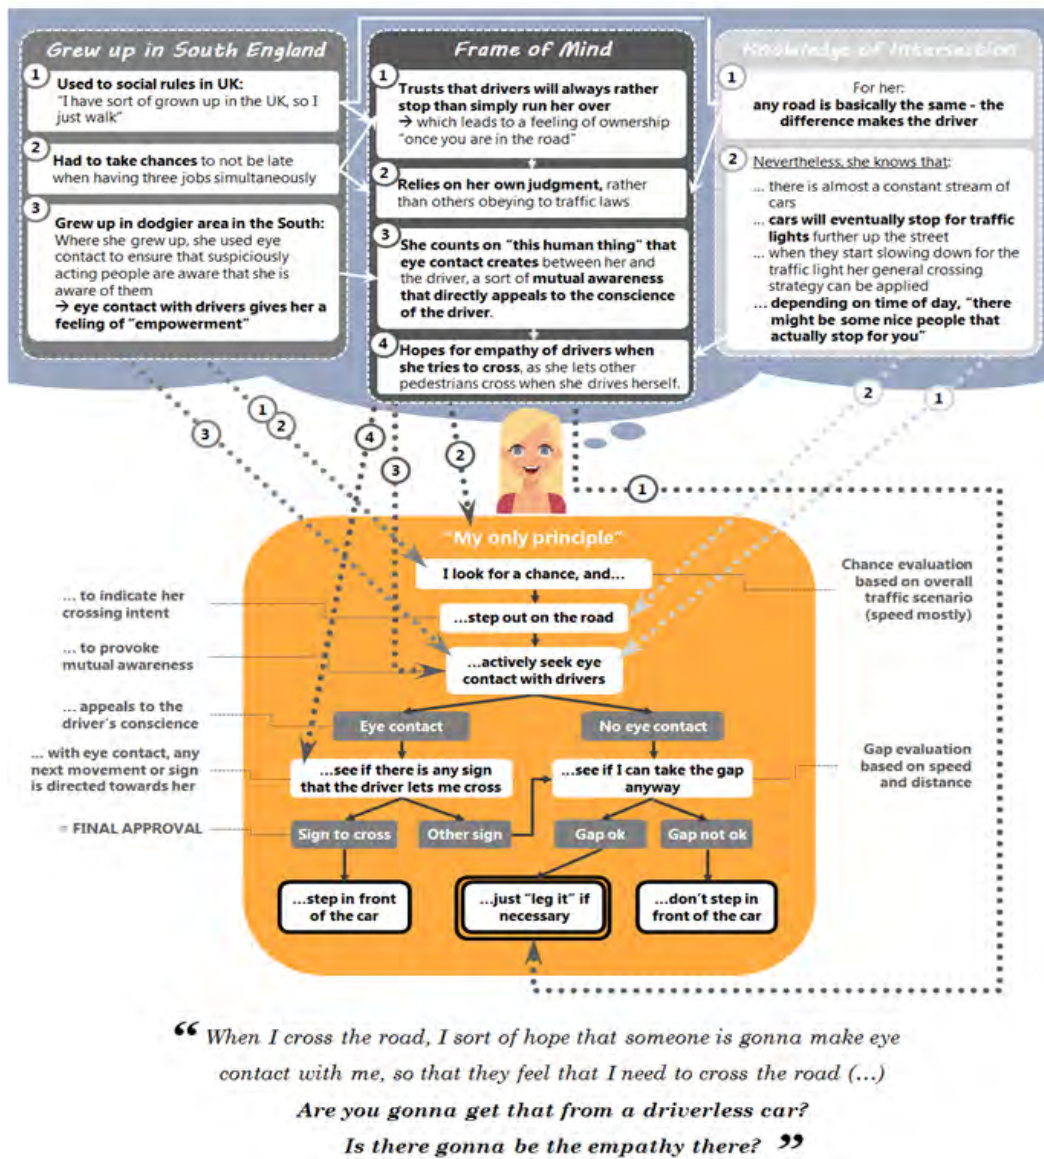 Grew up in South England
1
Used to social rules in UK:
"I have sort of grown up in the UK, so I
just walk"
2
Had to take chances to not be late
when having three jobs simultaneously
3
Grew up in dodgier area in the South:
Where she grew up, she used eye
contact to ensure that suspiciously
acting people are aware that she is
aware of them
→ eye contact with drivers gives her a
feeling of "empowerment"
Frame of Mind
1
Trusts that drivers will always rather
stop than simply run her over
→ which leads to a feeling of ownership
"once you are in the road"
2
Relies on her own judgment, rather
than others obeying to traffic laws
3
She counts on "this human thing" that
eye contact creates between her and
the driver, a sort of mutual awareness
that directly appeals to the conscience
of the driver.
4
Hopes for empathy of drivers when
she tries to cross, as she lets other
pedestrians cross when she drives herself.
Knowledge of Intersection
1
For her:
any road is basically the same - the
difference makes the driver
2
Nevertheless, she knows that:
... there is almost a constant stream of
cars
... cars will eventually stop for traffic
lights further up the street
... when they start slowing down for the
traffic light her general crossing
strategy can be applied
... depending on time of day, "there
might be some nice people that
actually stop for you"
3
1
2
4
3
2
1
2
1
"My only principle"
I look for a chance, and...
...step out on the road
...actively seek eye
contact with drivers
Eye contact
No eye contact
...see if there is any sign
that the driver lets me cross
...see if I can take the gap
anyway
Sign to cross
Other sign
Gap ok
Gap not ok
...step in front
of the car
...just "leg it" if
necessary
...don't step in
front of the car
... to indicate her
crossing intent
... to provoke
mutual awareness
... appeals to the
driver's conscience
... with eye contact, any
next movement or sign
is directed towards her
= FINAL APPROVAL
Chance evaluation
based on overall
traffic scenario
(speed mostly)
Gap evaluation
based on speed
and distance
“ When I cross the road, I sort of hope that someone is gonna make eye
contact with me, so that they feel that I need to cross the road (...)
Are you gonna get that from a driverless car?
Is there gonna be the empathy there? ”